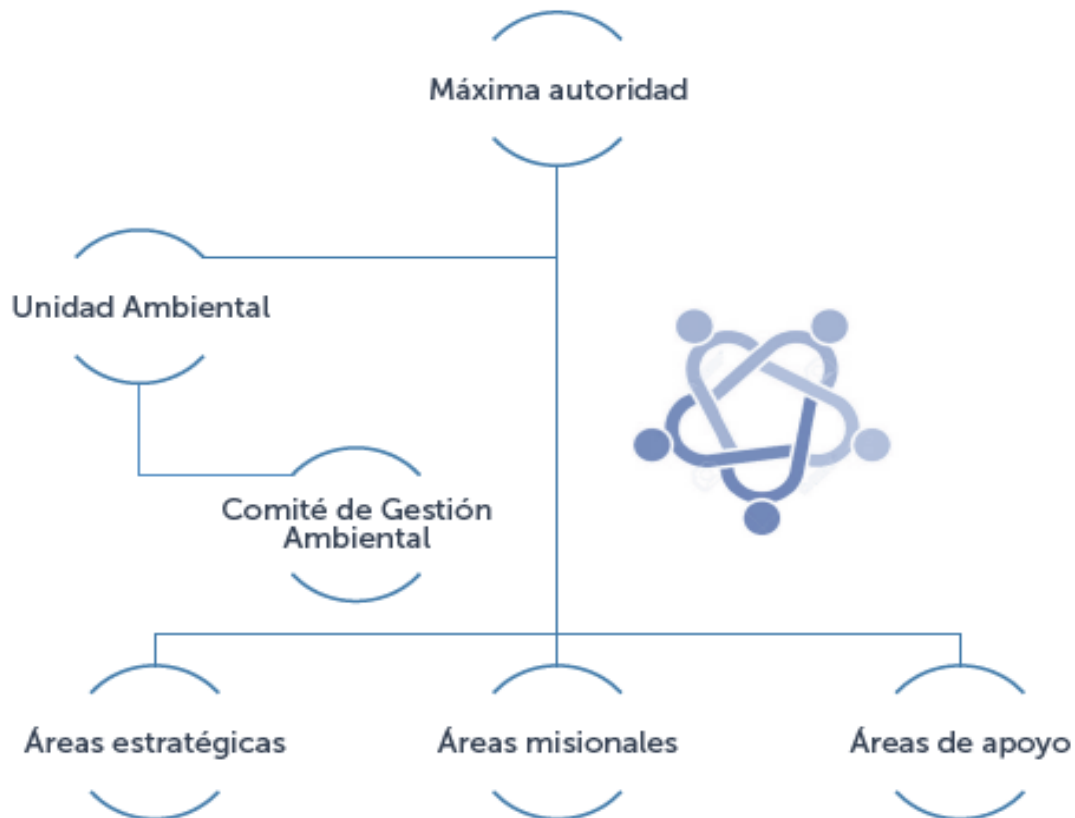 Máxima autoridad
Unidad Ambiental
Comité de Gestión
Ambiental
Áreas estratégicas
Áreas misionales
Áreas de apoyo